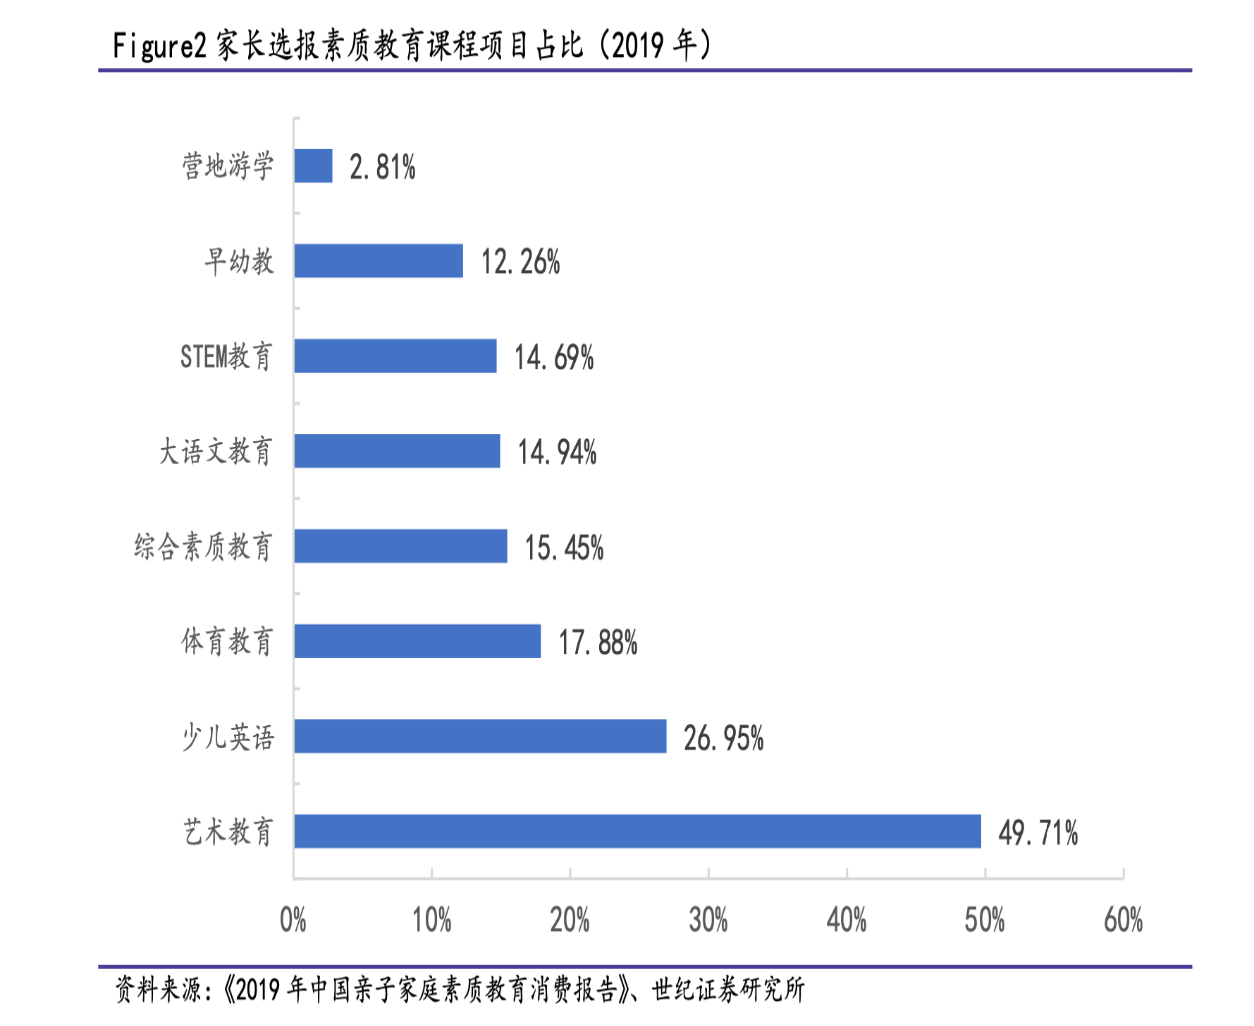 Figure2 家长选报素质教育课程项目占比（2019 年）
营地游学 2.81%
早幼教 12.26%
STEM教育 14.69%
大语文教育 14.94%
综合素质教育 15.45%
体育教育 17.88%
少儿英语 26.95%
艺术教育 49.71%
0% 10% 20% 30% 40% 50% 60%
资料来源：《2019 年中国亲子家庭素质教育消费报告》、世纪证券研究所